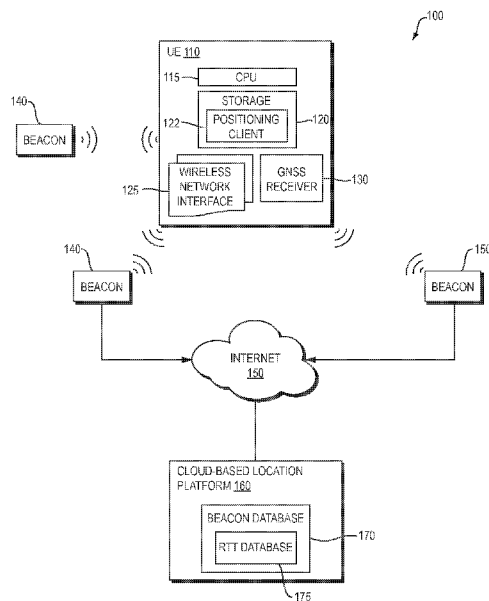 100
UE 110
115
CPU
STORAGE
122
POSITIONING
CLIENT
120
140
BEACON
125
WIRELESS
NETWORK
INTERFACE
GNSS
RECEIVER
130
140
BEACON
150
BEACON
INTERNET
150
CLOUD-BASED LOCATION
PLATFORM 160
BEACON DATABASE
RTT DATABASE
170
175